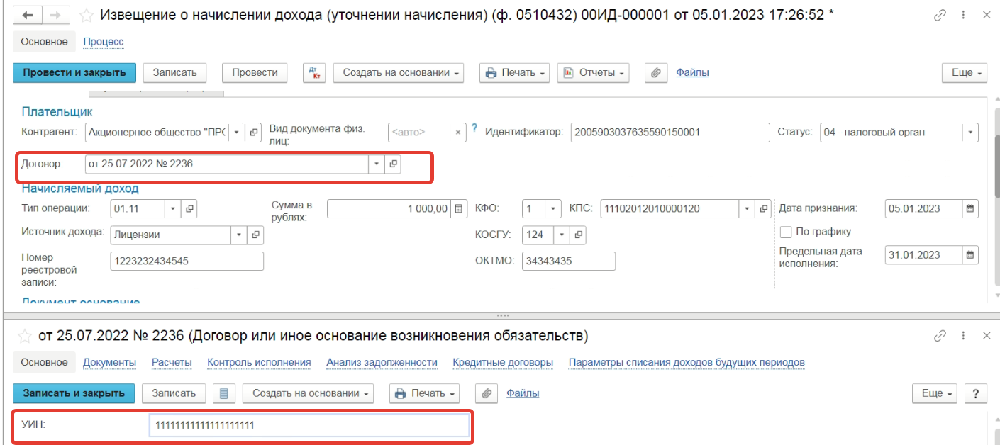 Извещение о начислении дохода (уточнении начисления) (ф. 0510432) 00ИД-000001 от 05.01.2023 17:26:52 *
Основное Процесс
Провести и закрыть Записать Провести Дт Кт Создать на основании Печать Отчеты Файлы Еще
Плательщик
Контрагент: Акционерное общество "ПРО Вид документа физ. лиц: <авто> × ? Идентификатор: 2005903037635590150001 Статус: 04 - налоговый орган
Договор: от 25.07.2022 № 2236
Начисляемый доход
Тип операции: 01.11 Сумма в рублях: 1 000,00 КФО: 1 КПС: 11102012010000120 Дата признания: 05.01.2023
Источник дохода: Лицензии КОСГУ: 124 По графику
Номер реестровой записи: 1223232434545 ОКТМО: 34343435 Предельная дата исполнения: 31.01.2023
Документ основание
от 25.07.2022 № 2236 (Договор или иное основание возникновения обязательств)
Основное Документы Расчеты Контроль исполнения Анализ задолженности Кредитные договоры Параметры списания доходов будущих периодов
Записать и закрыть Записать Создать на основании Печать Файлы Еще ?
УИН: 11111111111111111111